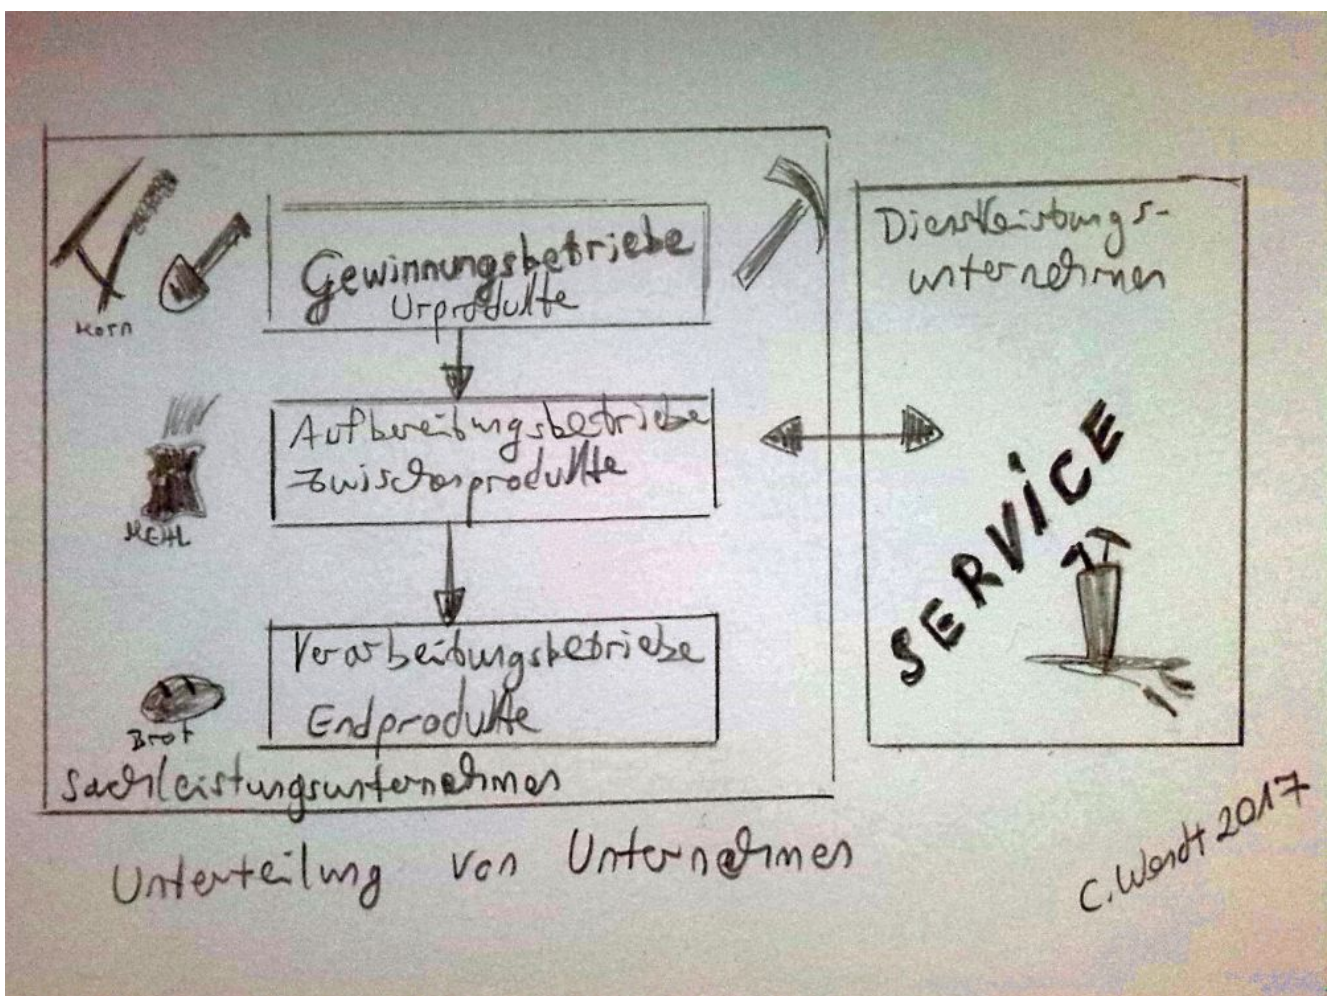 Gewinnungsbetriebe
Urprodukte
Korn
Aufbereitungsbetriebe
Zwischenprodukte
MEHL
Verarbeitungsbetriebe
Endprodukte
Brot
Sachleistungsunternehmen
Dienstleistungs-
unternehmen
SERVICE
Unterteilung von Unternehmen
C. Wendt 2017